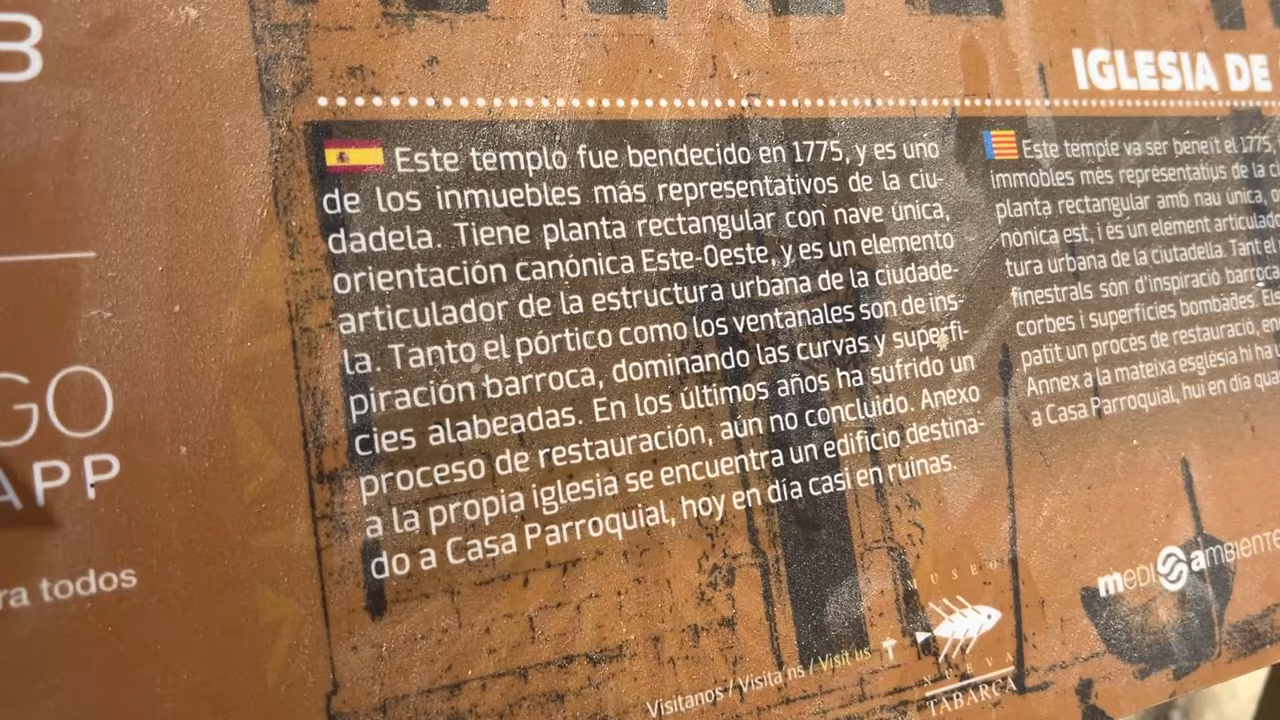 B
GO
APP
ra todos
IGLESIA DE
Este templo fue bendecido en 1775, y es uno
de los inmuebles más representativos de la ciu-
dadela. Tiene planta rectangular con nave única,
orientación canónica Este-Oeste, y es un elemento
articulador de la estructura urbana de la ciudade-
la. Tanto el pórtico como los ventanales son de ins-
piración barroca, dominando las curvas y superfi-
cies alabeadas. En los últimos años ha sufrido un
proceso de restauración, aún no concluido. Anexo
a la propia iglesia se encuentra un edificio destina-
do a Casa Parroquial, hoy en día casi en ruinas.
Este temple va ser beneït el 1775,
immobles més representatius de la ci
planta rectangular amb nau única, o
nònica est, i és un element articulado
tura urbana de la ciutadella. Tant el
finestrals són d'inspiració barroca
corbes i superfícies bombades. Els
patit un procés de restauració, en
Annex a la mateixa església hi ha u
a Casa Parroquial, hui en dia qua
Visitanos / Visita'ns / Visit us
MUSEO
NUEVA
TABARCA
mediambiente